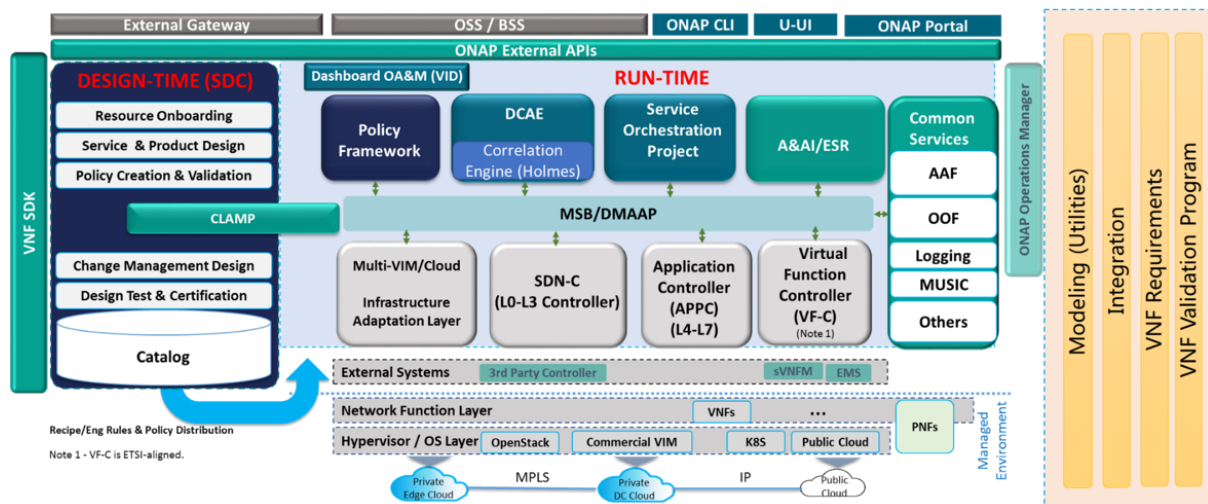 External Gateway
OSS / BSS
ONAP CLI
U-UI
ONAP Portal
ONAP External APIs
VNF SDK
DESIGN-TIME (SDC)
Resource Onboarding
Service & Product Design
Policy Creation & Validation
CLAMP
Change Management Design
Design Test & Certification
Catalog
Recipe/Eng Rules & Policy Distribution
Note 1 - VF-C is ETSI-aligned.
Dashboard OA&M (VID)
RUN-TIME
Policy
Framework
DCAE
Correlation
Engine (Holmes)
Service
Orchestration
Project
A&AI/ESR
MSB/DMAAP
Multi-VIM/Cloud
Infrastructure
Adaptation Layer
SDN-C
(L0-L3 Controller)
Application
Controller
(APPC)
(L4-L7)
Virtual
Function
Controller
(VF-C)
(Note 1)
Common
Services
AAF
OOF
Logging
MUSIC
Others
External Systems
3rd Party Controller
sVNFM
EMS
Network Function Layer
VNFs
...
PNFs
Hypervisor / OS Layer
OpenStack
Commercial VIM
K8S
Public Cloud
Private
Edge Cloud
MPLS
Private
DC Cloud
IP
Public
Cloud
Managed
Environment
ONAP Operations Manager
Modeling (Utilities)
Integration
VNF Requirements
VNF Validation Program